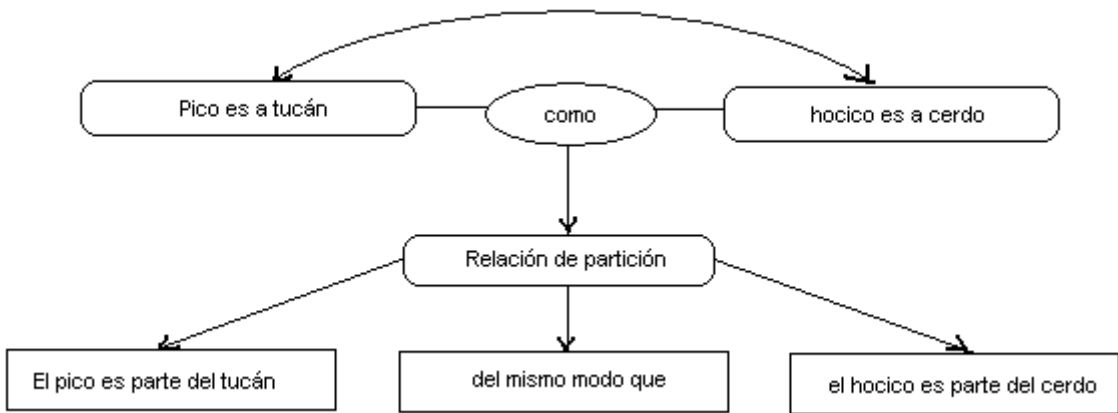 Pico es a tucán
como
hocico es a cerdo
Relación de partición
El pico es parte del tucán
del mismo modo que
el hocico es parte del cerdo